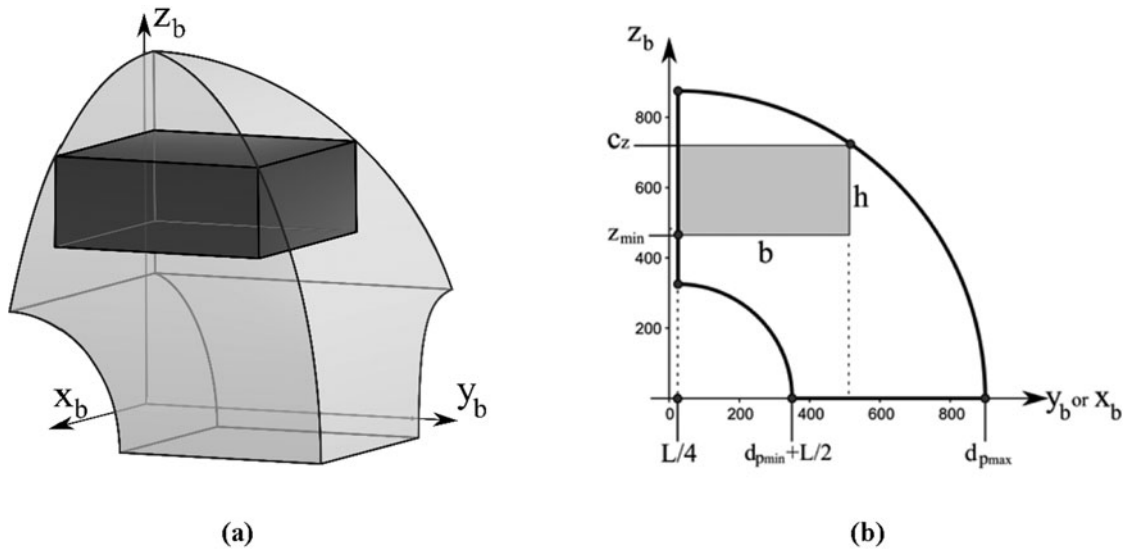 z_b
x_b
y_b
(a)
z_b
800
c_z
600
h
z_min
b
400
200
0
200
400
600
800
y_b or x_b
L/4
d_pmin+L/2
d_pmax
(b)